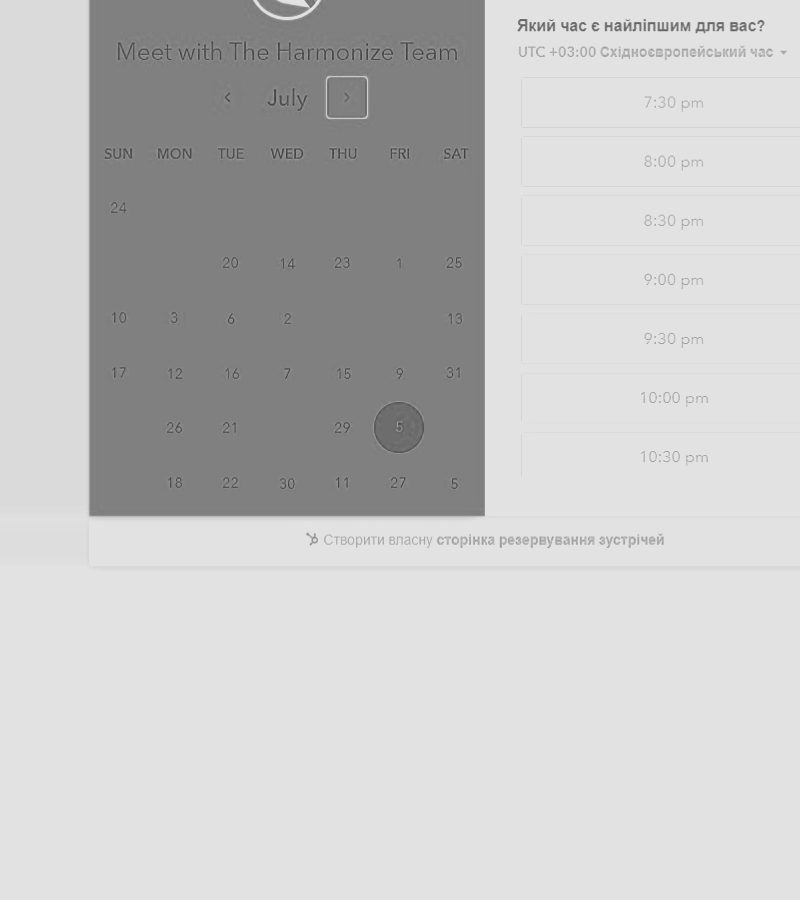 Meet with The Harmonize Team
July
SUN MON TUE WED THU FRI SAT
24
20 14 23 1 25
10 3 6 2 13
17 12 16 7 15 9 31
26 21 29 5
18 22 30 11 27 5
Який час є найліпшим для вас?
UTC +03:00 Східноєвропейський час
7:30 pm
8:00 pm
8:30 pm
9:00 pm
9:30 pm
10:00 pm
10:30 pm
Створити власну сторінка резервування зустрічей